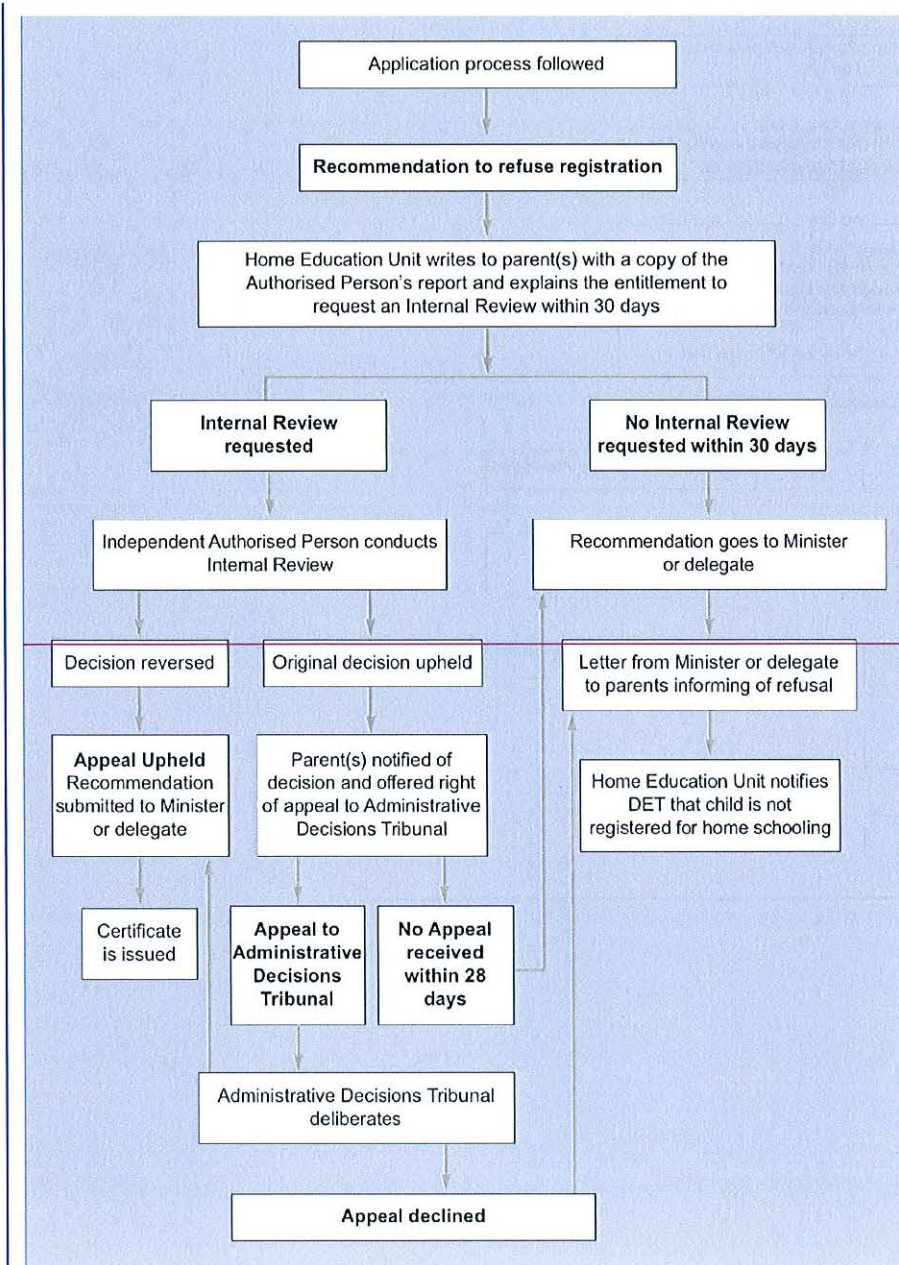 Application process followed
Recommendation to refuse registration
Home Education Unit writes to parent(s) with a copy of the
Authorised Person's report and explains the entitlement to
request an Internal Review within 30 days
Internal Review
requested
No Internal Review
requested within 30 days
Independent Authorised Person conducts
Internal Review
Recommendation goes to Minister
or delegate
Decision reversed
Original decision upheld
Letter from Minister or delegate
to parents informing of refusal
Appeal Upheld
Recommendation
submitted to Minister
or delegate
Parent(s) notified of
decision and offered right
of appeal to Administrative
Decisions Tribunal
Home Education Unit notifies
DET that child is not
registered for home schooling
Certificate
is issued
Appeal to
Administrative
Decisions
Tribunal
No Appeal
received
within 28
days
Administrative Decisions Tribunal
deliberates
Appeal declined